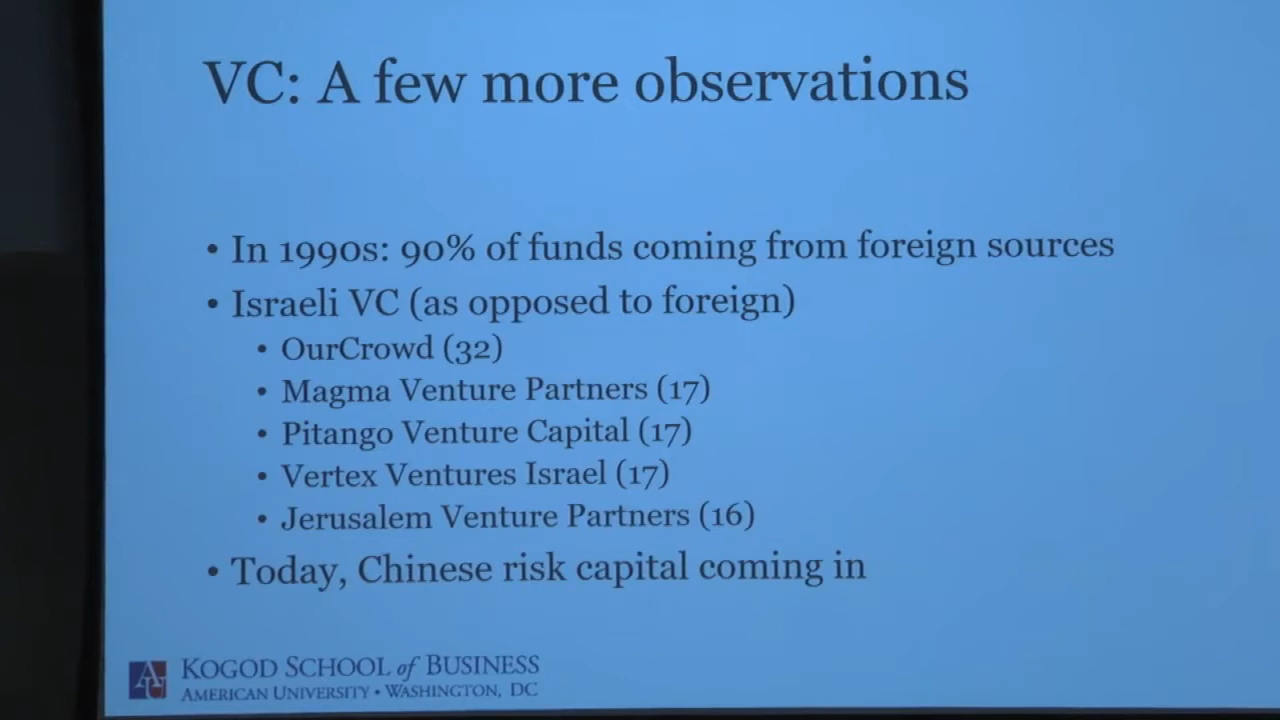 VC: A few more observations
• In 1990s: 90% of funds coming from foreign sources
• Israeli VC (as opposed to foreign)
• OurCrowd (32)
• Magma Venture Partners (17)
• Pitango Venture Capital (17)
• Vertex Ventures Israel (17)
• Jerusalem Venture Partners (16)
• Today, Chinese risk capital coming in
AU
KOGOD SCHOOL of BUSINESS
AMERICAN UNIVERSITY • WASHINGTON, DC